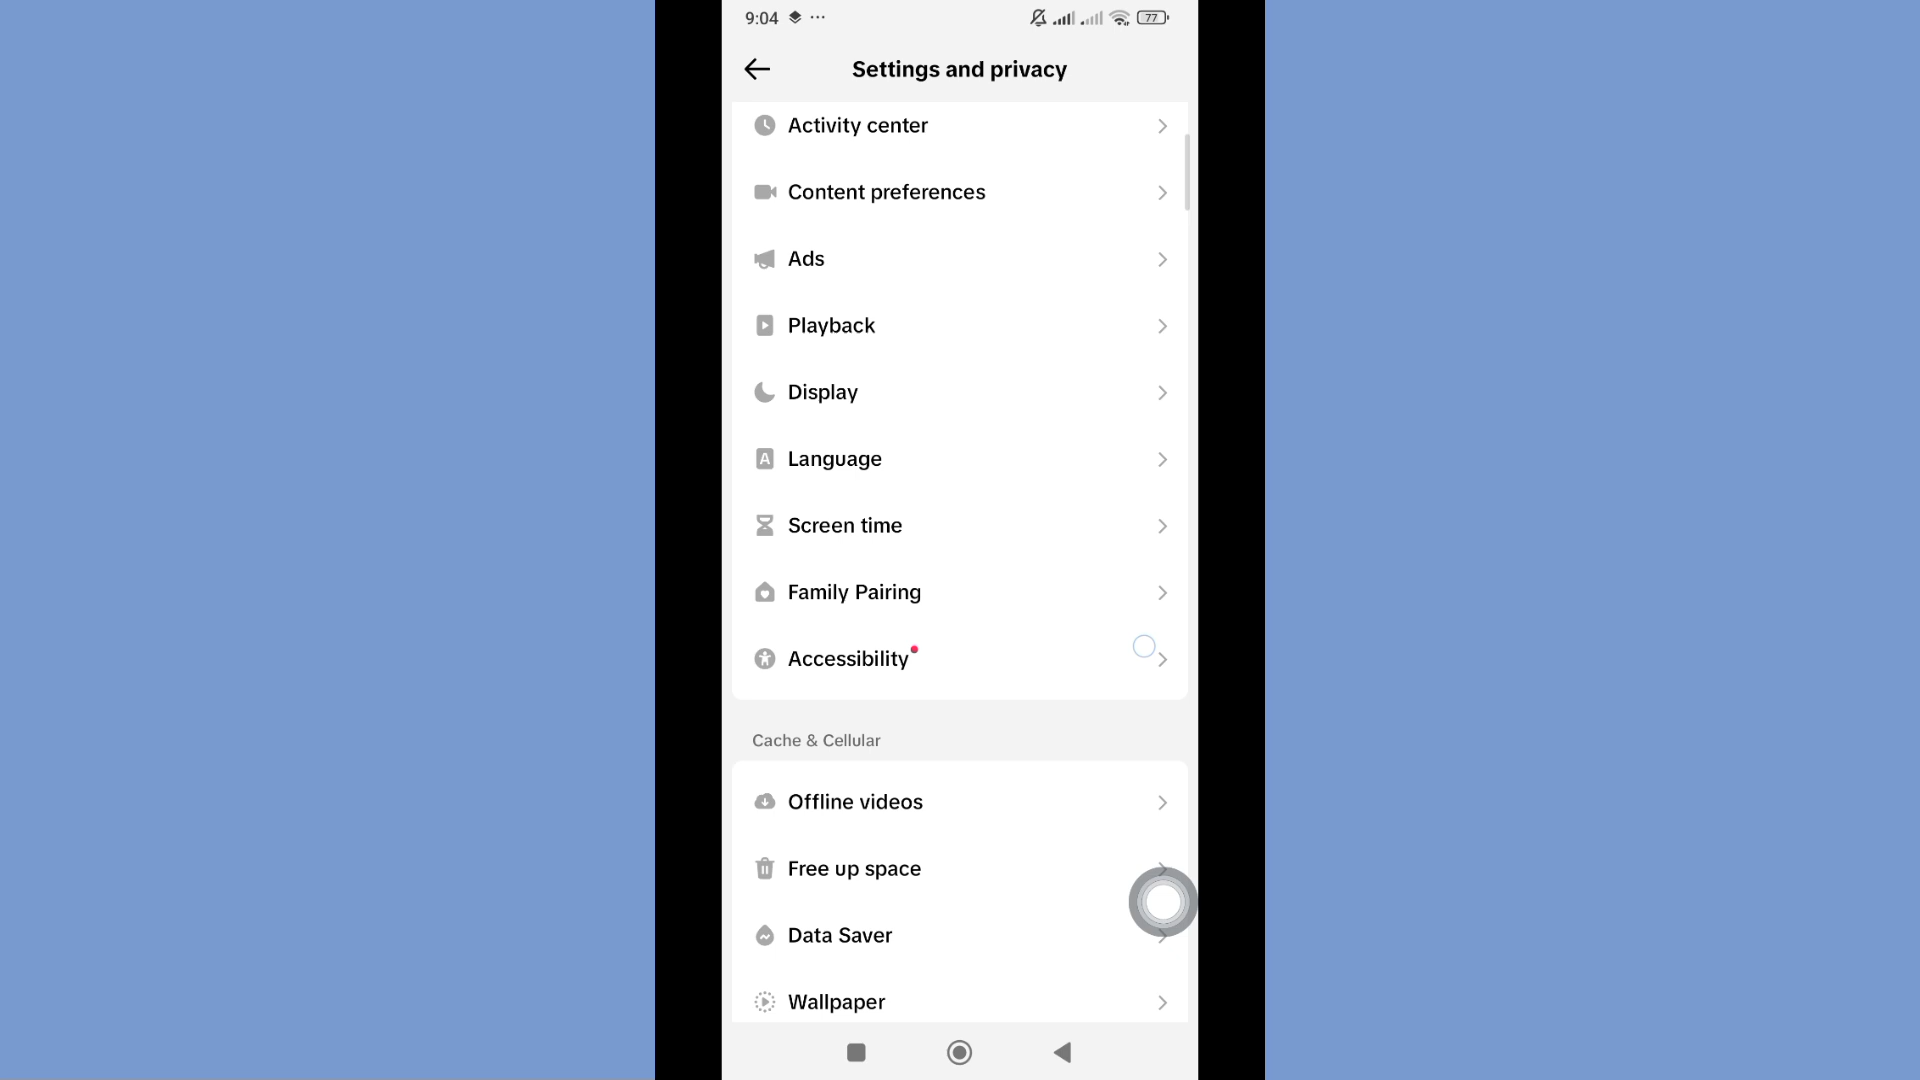 9:04 ... 77
Settings and privacy
Activity center
Content preferences
Ads
Playback
Display
Language
Screen time
Family Pairing
Accessibility
Cache & Cellular
Offline videos
Free up space
Data Saver
Wallpaper